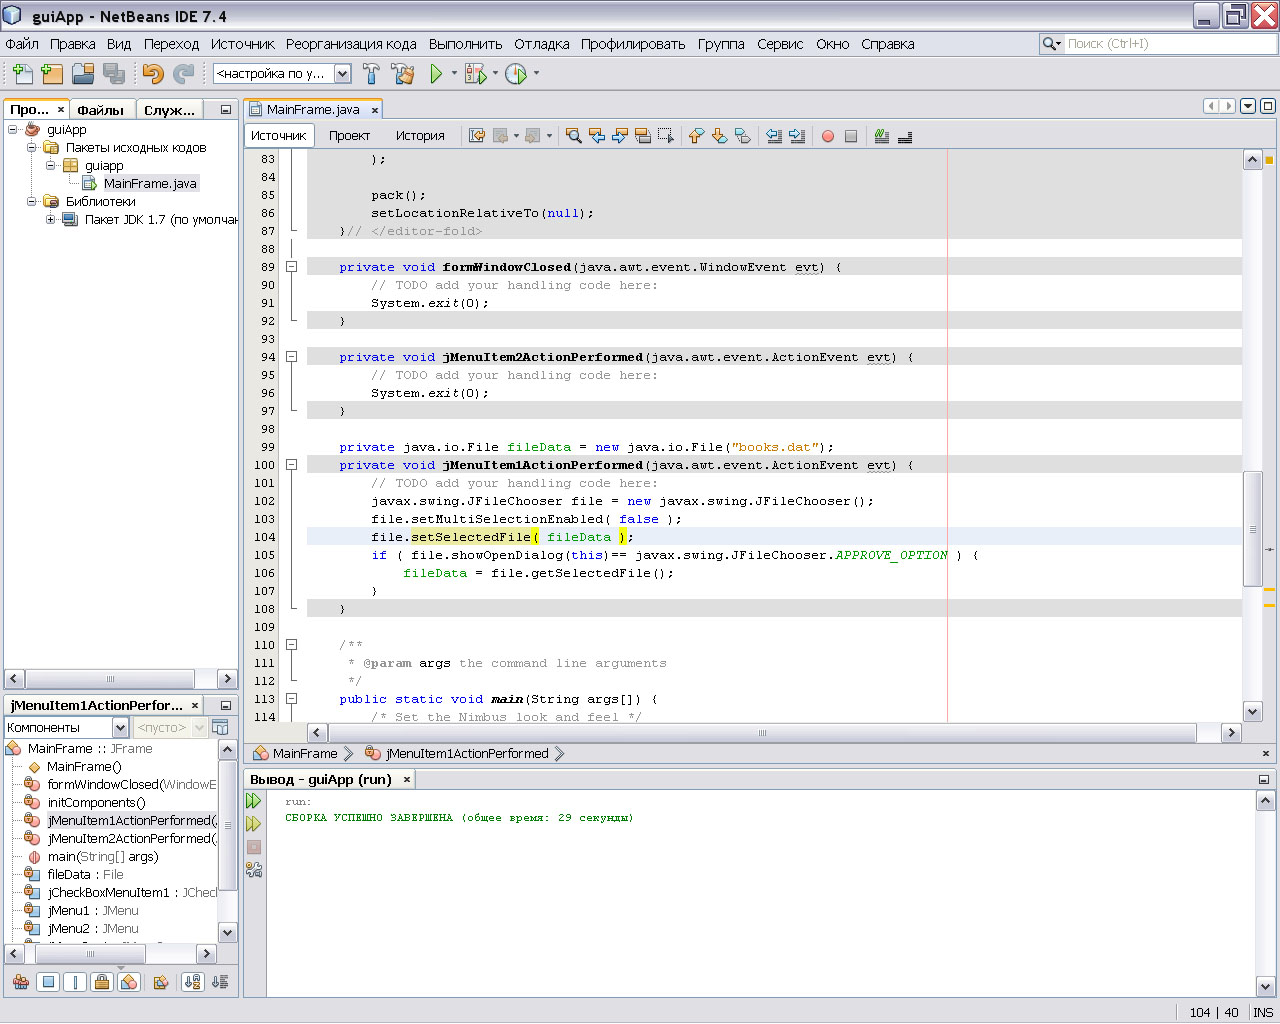 guiApp - NetBeans IDE 7.4
Файл Правка Вид Переход Источник Реорганизация кода Выполнить Отладка Профилировать Группа Сервис Окно Справка
Поиск (Ctrl+I)
<настройка по у...
Про... × Файлы Служ...
guiApp
Пакеты исходных кодов
guiapp
MainFrame.java
Библиотеки
Пакет JDK 1.7 (по умолчан
MainFrame.java ×
Источник Проект История
83 );
84
85 pack();
86 setLocationRelativeTo(null);
87 }// </editor-fold>
88
89 private void formWindowClosed(java.awt.event.WindowEvent evt) {
90 // TODO add your handling code here:
91 System.exit(0);
92 }
93
94 private void jMenuItem2ActionPerformed(java.awt.event.ActionEvent evt) {
95 // TODO add your handling code here:
96 System.exit(0);
97 }
98
99 private java.io.File fileData = new java.io.File("books.dat");
100 private void jMenuItem1ActionPerformed(java.awt.event.ActionEvent evt) {
101 // TODO add your handling code here:
102 javax.swing.JFileChooser file = new javax.swing.JFileChooser();
103 file.setMultiSelectionEnabled( false );
104 file.setSelectedFile( fileData );
105 if ( file.showOpenDialog(this)== javax.swing.JFileChooser.APPROVE_OPTION ) {
106 fileData = file.getSelectedFile();
107 }
108 }
109
110 /**
111 * @param args the command line arguments
112 */
113 public static void main(String args[]) {
114 /* Set the Nimbus look and feel */
MainFrame jMenuItem1ActionPerformed ×
jMenuItem1ActionPerfor... ×
Компоненты <пусто>
MainFrame :: JFrame
MainFrame()
formWindowClosed(WindowE
initComponents()
jMenuItem1ActionPerformed(.
jMenuItem2ActionPerformed(.
main(String[] args)
fileData : File
jCheckBoxMenuItem1 : JChec
jMenu1 : JMenu
jMenu2 : JMenu
Вывод - guiApp (run) ×
run:
СБОРКА УСПЕШНО ЗАВЕРШЕНА (общее время: 29 секунды)
104 | 40 INS